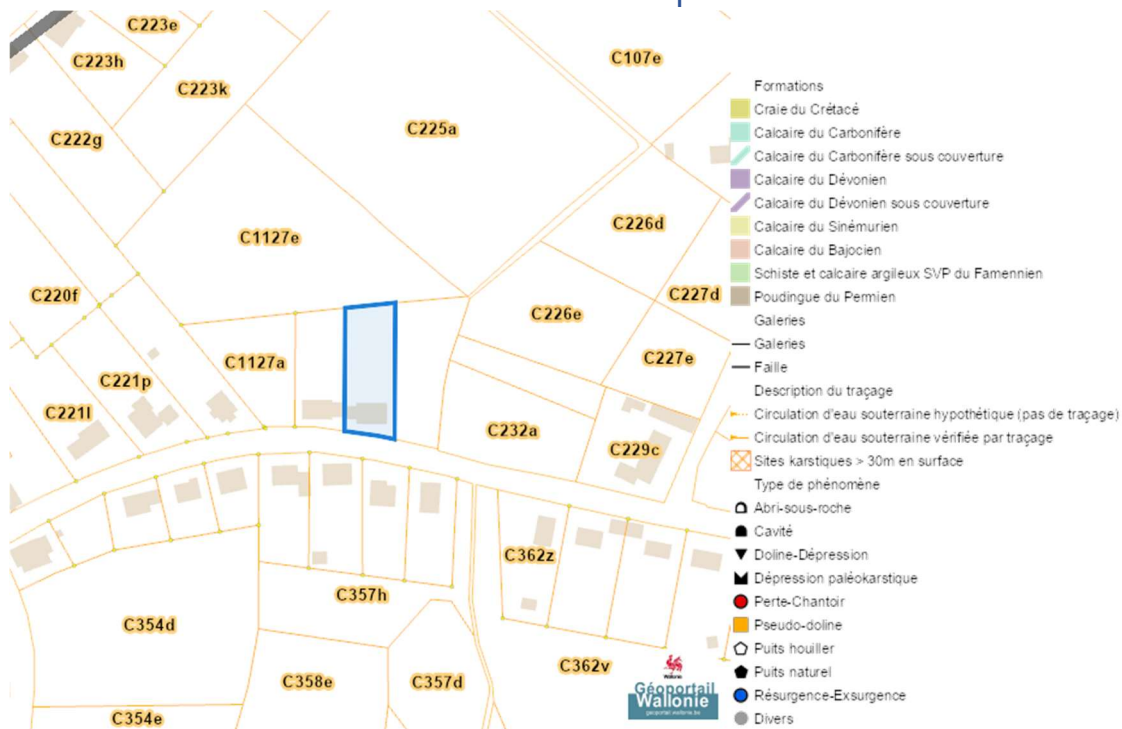 C223e
C223h
C223k
C107e
C225a
C222g
C226d
C1127e
C220f
C227d
C226e
C1127a
C227e
C221p
C221l
C232a
C229c
C362z
C357h
C354d
C362v
C358e
C357d
C354e
Wallonie
Géoportail
Wallonie
geoportail.wallonie.be
Formations
Craie du Crétacé
Calcaire du Carbonifère
Calcaire du Carbonifère sous couverture
Calcaire du Dévonien
Calcaire du Dévonien sous couverture
Calcaire du Sinémurien
Calcaire du Bajocien
Schiste et calcaire argileux SVP du Famennien
Poudingue du Permien
Galeries
Galeries
Faille
Description du traçage
Circulation d'eau souterraine hypothétique (pas de traçage)
Circulation d'eau souterraine vérifiée par traçage
Sites karstiques > 30m en surface
Type de phénomène
Abri-sous-roche
Cavité
Doline-Dépression
Dépression paléokarstique
Perte-Chantoir
Pseudo-doline
Puits houiller
Puits naturel
Résurgence-Exsurgence
Divers